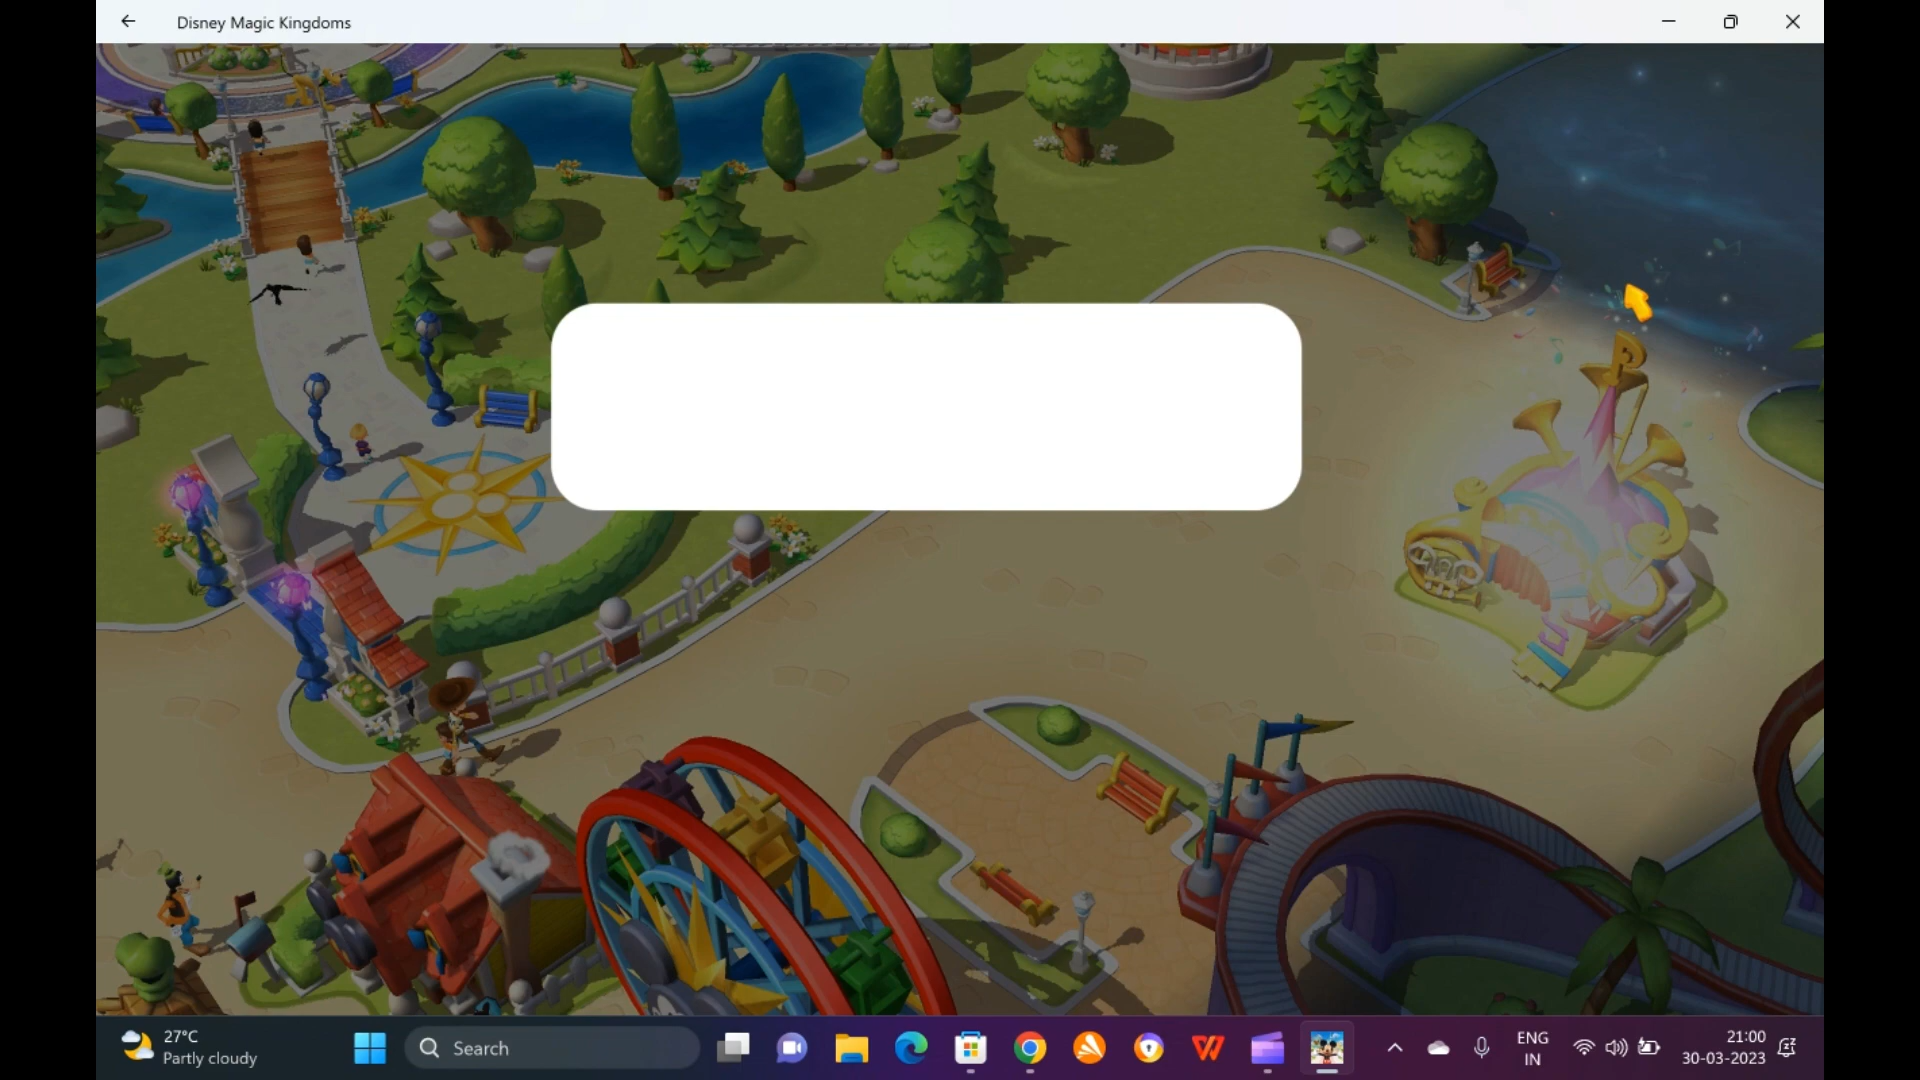 Disney Magic Kingdoms
27°C
Partly cloudy
Search
ENG
IN
21:00
30-03-2023